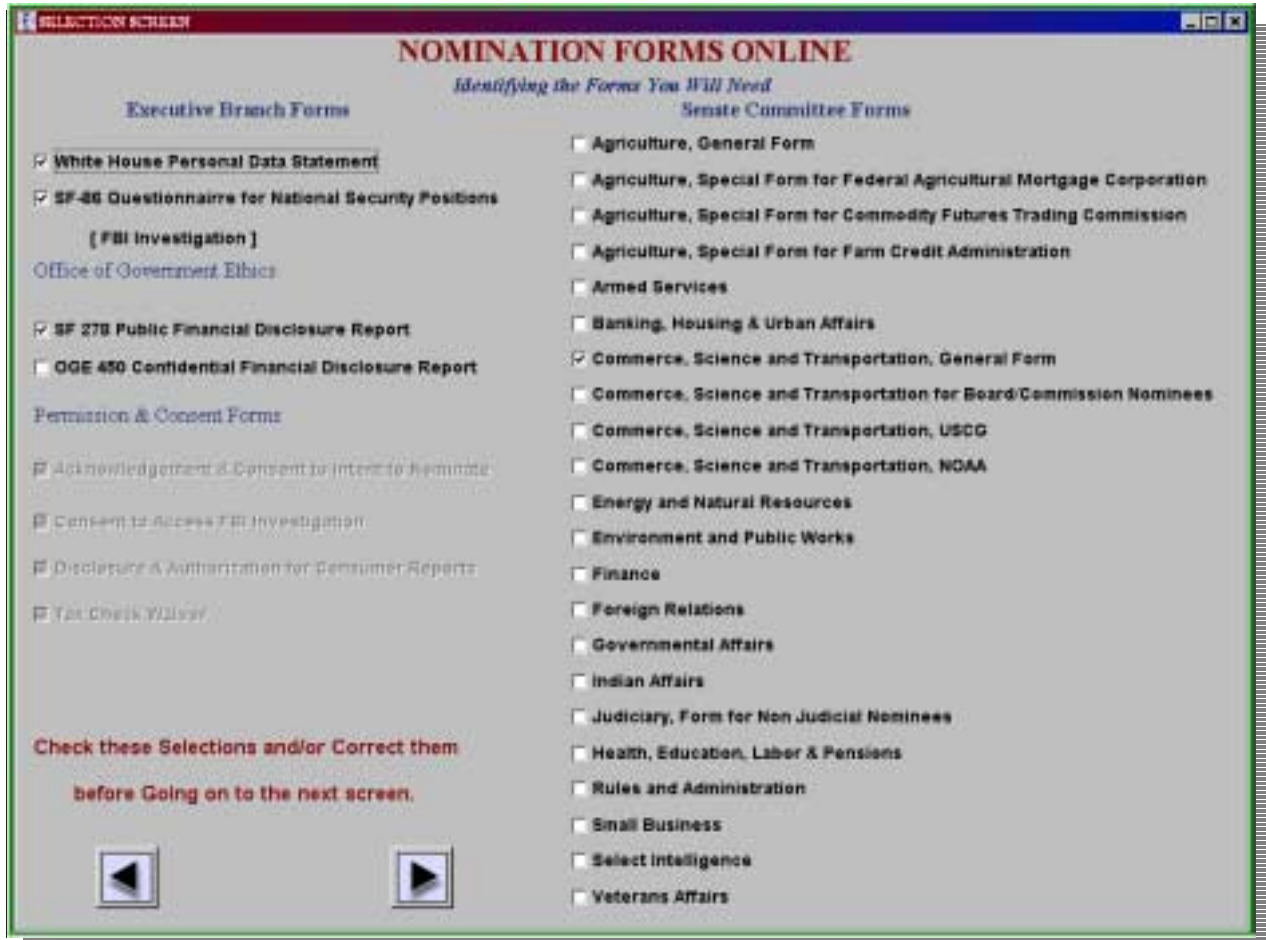 SELECTION SCREEN
NOMINATION FORMS ONLINE
Identifying the Forms You Will Need
Executive Branch Forms
White House Personal Data Statement
SF-86 Questionnairre for National Security Positions
[ FBI Investigation ]
Office of Government Ethics
SF 278 Public Financial Disclosure Report
OGE 450 Confidential Financial Disclosure Report
Permission & Consent Forms
Acknowledgement & Consent to Intent to Nominate
Consent to Access FBI Investigation
Disclosure & Authorization for Consumer Reports
Tax Check Waiver
Check these Selections and/or Correct them
before Going on to the next screen.
Senate Committee Forms
Agriculture, General Form
Agriculture, Special Form for Federal Agricultural Mortgage Corporation
Agriculture, Special Form for Commodity Futures Trading Commission
Agriculture, Special Form for Farm Credit Administration
Armed Services
Banking, Housing & Urban Affairs
Commerce, Science and Transportation, General Form
Commerce, Science and Transportation for Board/Commission Nominees
Commerce, Science and Transportation, USCG
Commerce, Science and Transportation, NOAA
Energy and Natural Resources
Environment and Public Works
Finance
Foreign Relations
Governmental Affairs
Indian Affairs
Judiciary, Form for Non Judicial Nominees
Health, Education, Labor & Pensions
Rules and Administration
Small Business
Select Intelligence
Veterans Affairs